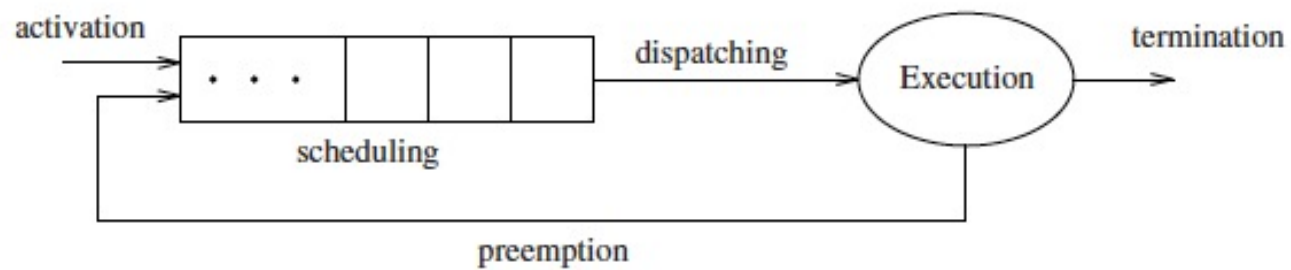 activation
dispatching
termination
Execution
scheduling
preemption